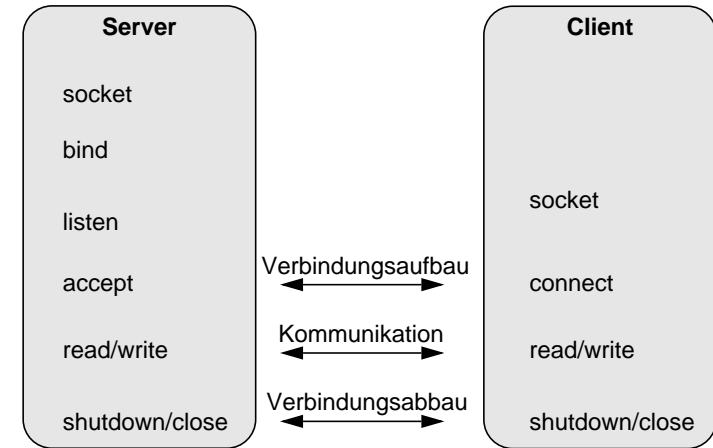 Server
socket
bind
listen
accept
read/write
shutdown/close
Verbindungsaufbau
Kommunikation
Verbindungsabbau
Client
socket
connect
read/write
shutdown/close